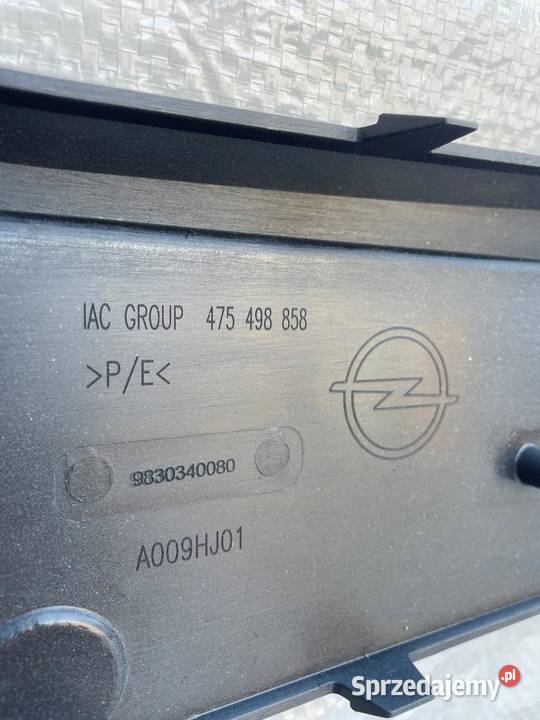 IAC GROUP 475 498 858
>P/E<
9830340080
A009HJ01
Sprzedajemy.pl